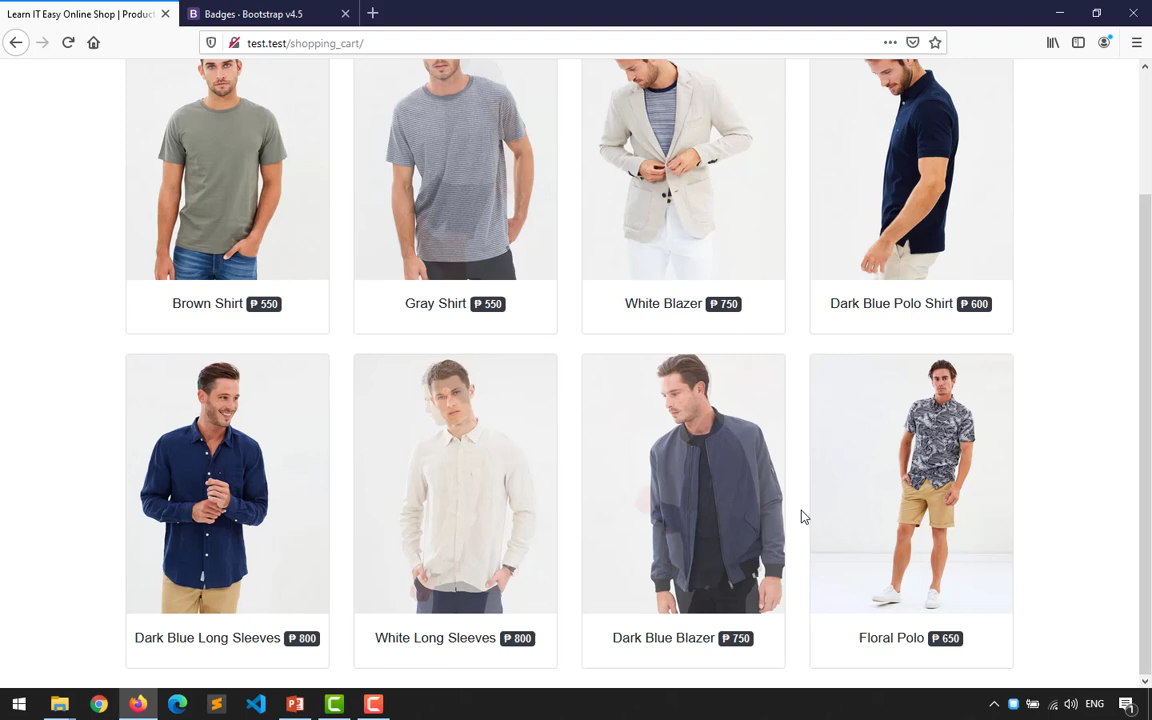 Learn IT Easy Online Shop | Product
Badges · Bootstrap v4.5
test.test/shopping_cart/
Brown Shirt ₱ 550
Gray Shirt ₱ 550
White Blazer ₱ 750
Dark Blue Polo Shirt ₱ 600
Dark Blue Long Sleeves ₱ 800
White Long Sleeves ₱ 800
Dark Blue Blazer ₱ 750
Floral Polo ₱ 650
ENG